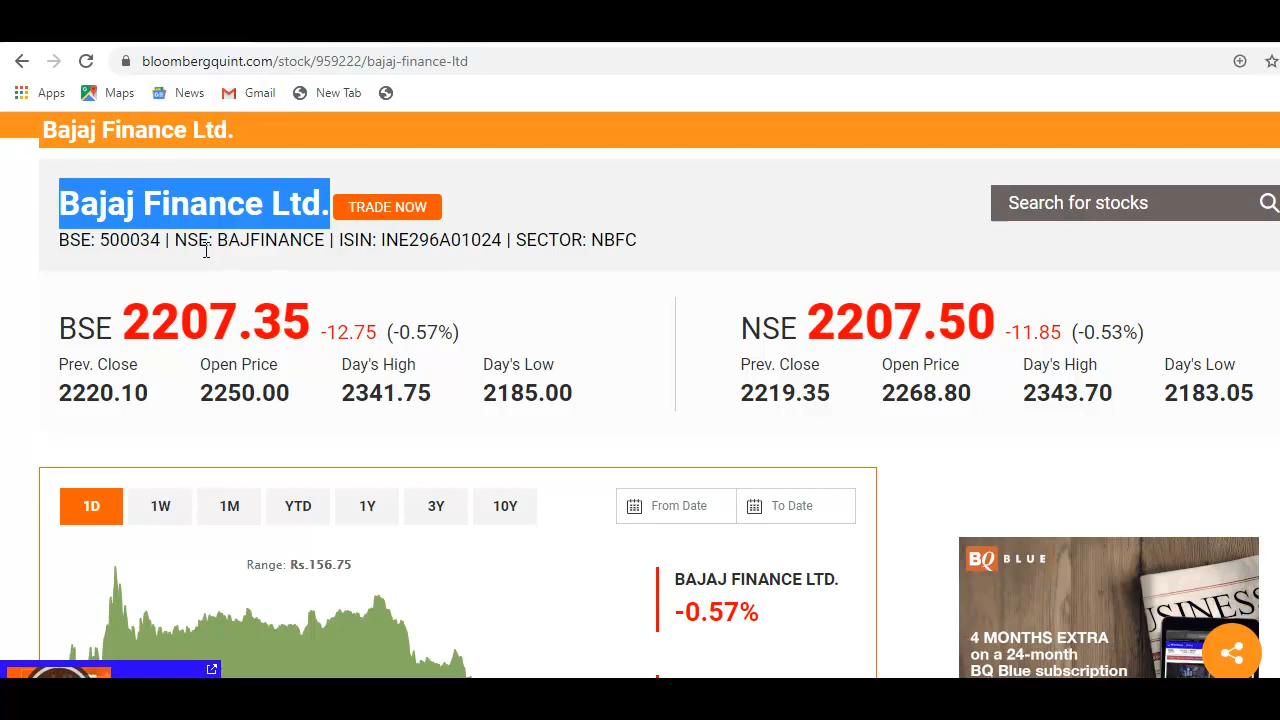 bloombergquint.com/stock/959222/bajaj-finance-ltd
Apps Maps News Gmail New Tab
Bajaj Finance Ltd.
Bajaj Finance Ltd. TRADE NOW
Search for stocks
BSE: 500034 | NSE: BAJFINANCE | ISIN: INE296A01024 | SECTOR: NBFC
BSE 2207.35 -12.75 (-0.57%)
Prev. Close Open Price Day's High Day's Low
2220.10 2250.00 2341.75 2185.00
NSE 2207.50 -11.85 (-0.53%)
Prev. Close Open Price Day's High Day's Low
2219.35 2268.80 2343.70 2183.05
1D 1W 1M YTD 1Y 3Y 10Y
From Date To Date
Range: Rs.156.75
BAJAJ FINANCE LTD.
-0.57%
BQ BLUE
4 MONTHS EXTRA
on a 24-month
BQ Blue subscription